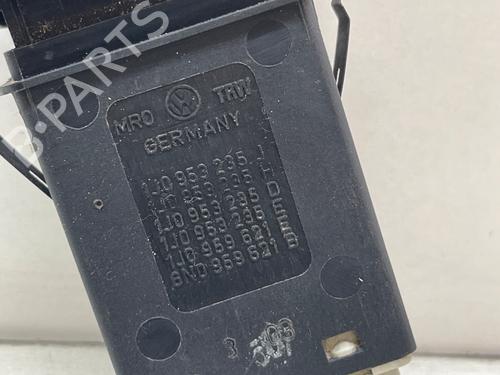 B-PARTS
MRO VW TRW
GERMANY
1J0 953 235 J
1J0 953 235 H
1J0 953 235 D
1J0 953 235
1J0 959 621
6N0 959 621 B
3